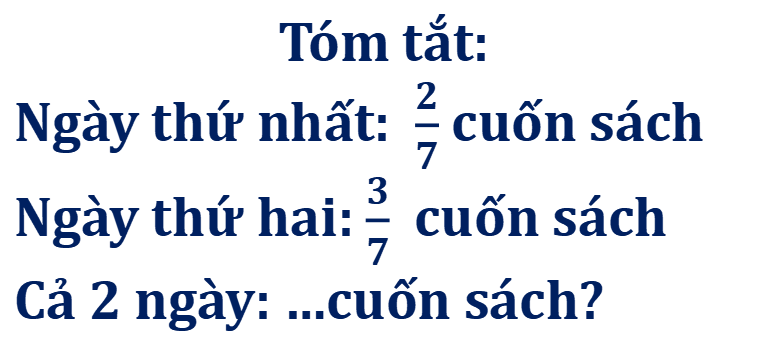 Tóm tắt:
Ngày thứ nhất: 2/7 cuốn sách
Ngày thứ hai: 3/7 cuốn sách
Cả 2 ngày: ...cuốn sách?